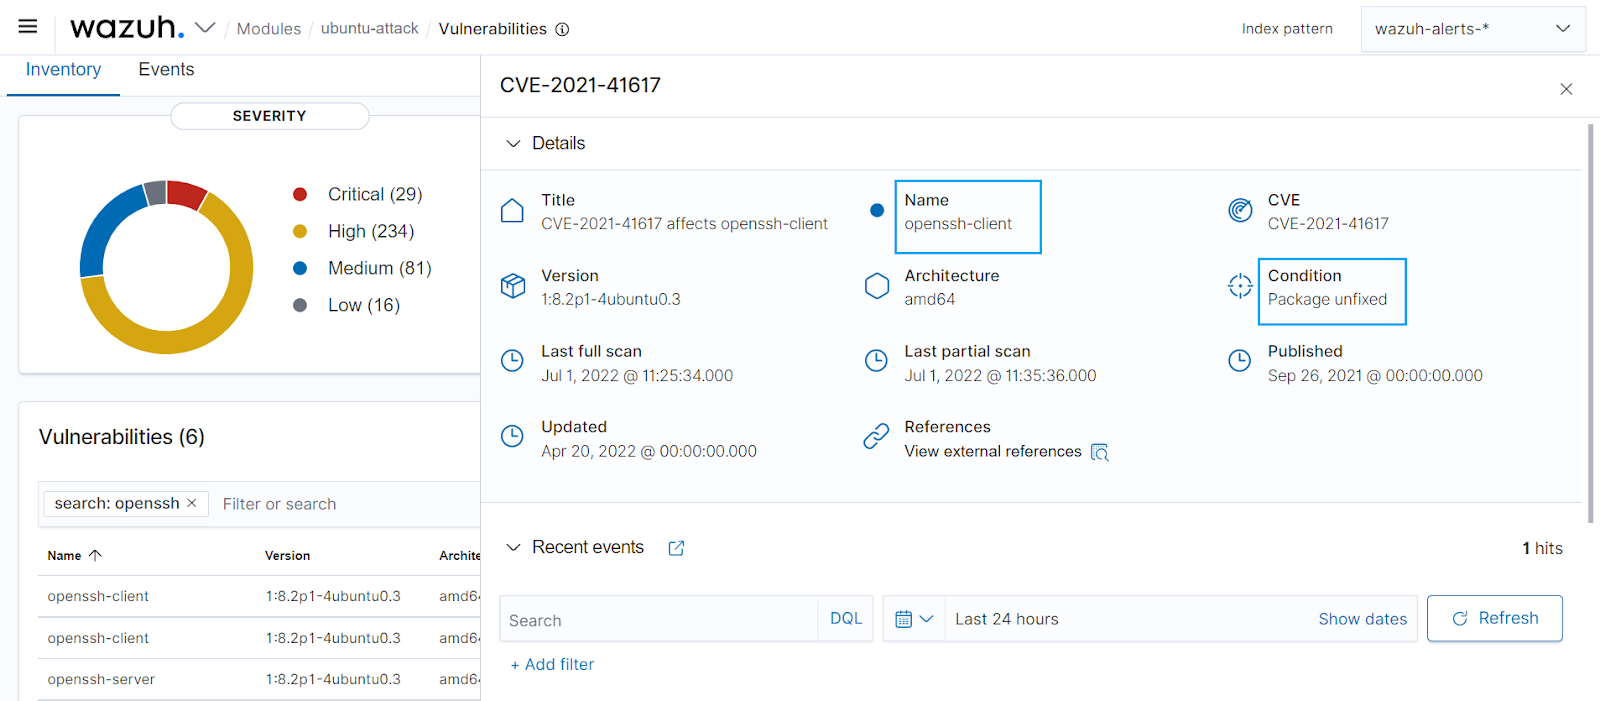 wazuh. / Modules / ubuntu-attack / Vulnerabilities
Index pattern
wazuh-alerts-*
Inventory
Events
SEVERITY
Critical (29)
High (234)
Medium (81)
Low (16)
Vulnerabilities (6)
search: openssh ×
Filter or search
Name ↑ Version Archite
openssh-client 1:8.2p1-4ubuntu0.3 amd6
openssh-client 1:8.2p1-4ubuntu0.3 amd6
openssh-server 1:8.2p1-4ubuntu0.3 amd6
CVE-2021-41617
Details
Title
CVE-2021-41617 affects openssh-client
Name
openssh-client
CVE
CVE-2021-41617
Version
1:8.2p1-4ubuntu0.3
Architecture
amd64
Condition
Package unfixed
Last full scan
Jul 1, 2022 @ 11:25:34.000
Last partial scan
Jul 1, 2022 @ 11:35:36.000
Published
Sep 26, 2021 @ 00:00:00.000
Updated
Apr 20, 2022 @ 00:00:00.000
References
View external references
Recent events
1 hits
Search
DQL
Last 24 hours
Show dates
Refresh
+ Add filter